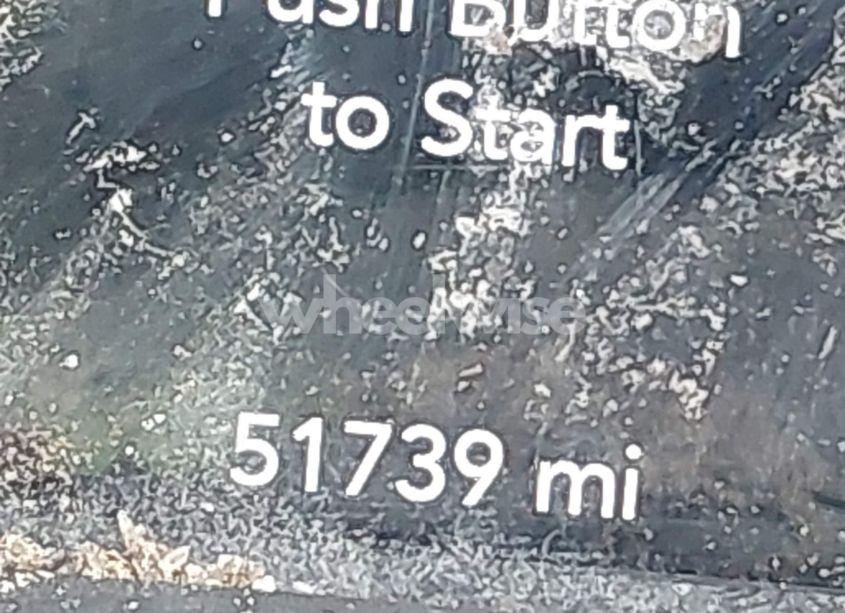 Push Button
to Start
wheelwise
51739 mi